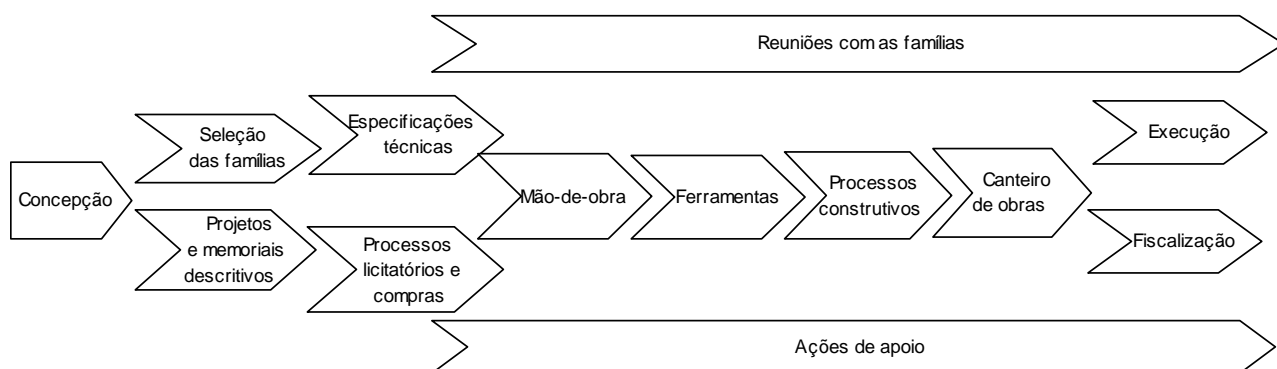 Reuniões com as famílias
Seleção
das famílias
Especificações
técnicas
Execução
Concepção
Mão-de-obra
Ferramentas
Processos
construtivos
Canteiro
de obras
Projetos
e memoriais
descritivos
Processos
licitatórios e
compras
Fiscalização
Ações de apoio